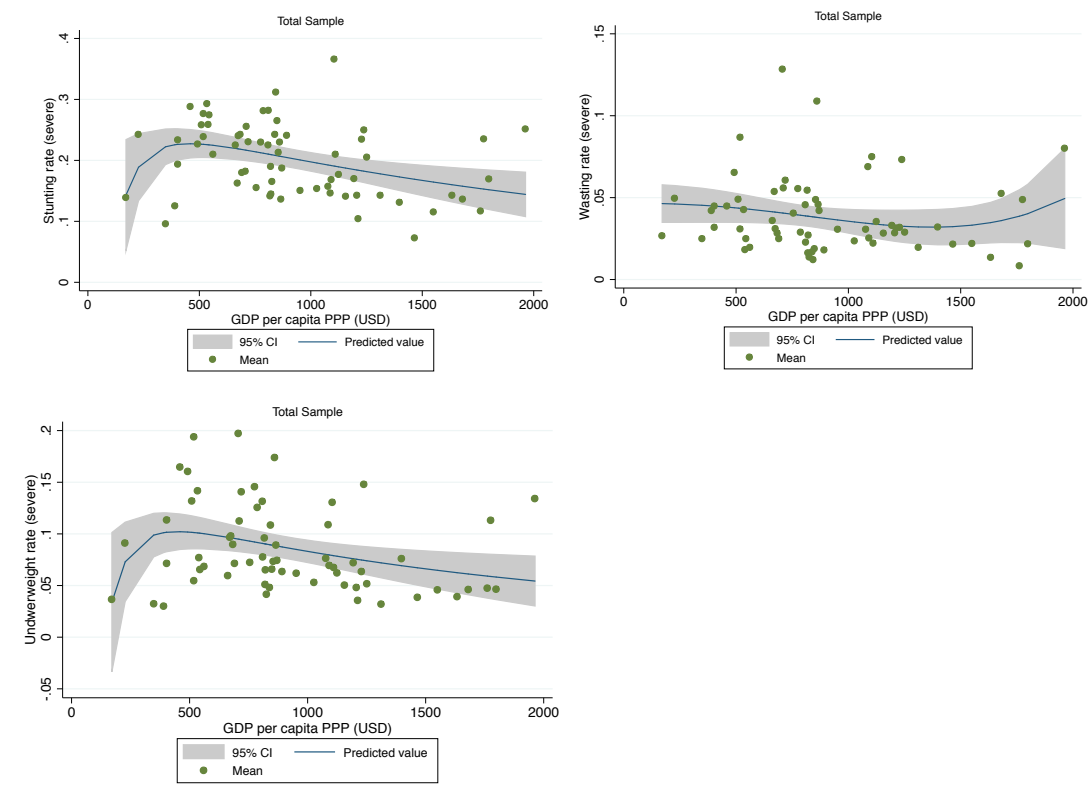 Total Sample
Stunting rate (severe)
.4
.3
.2
.1
0
0 500 1000 1500 2000
GDP per capita PPP (USD)
95% CI Predicted value
Mean
Total Sample
Wasting rate (severe)
.15
.1
.05
0
0 500 1000 1500 2000
GDP per capita PPP (USD)
95% CI Predicted value
Mean
Total Sample
Undwerweight rate (severe)
.2
.15
.1
.05
0
-.05
0 500 1000 1500 2000
GDP per capita PPP (USD)
95% CI Predicted value
Mean